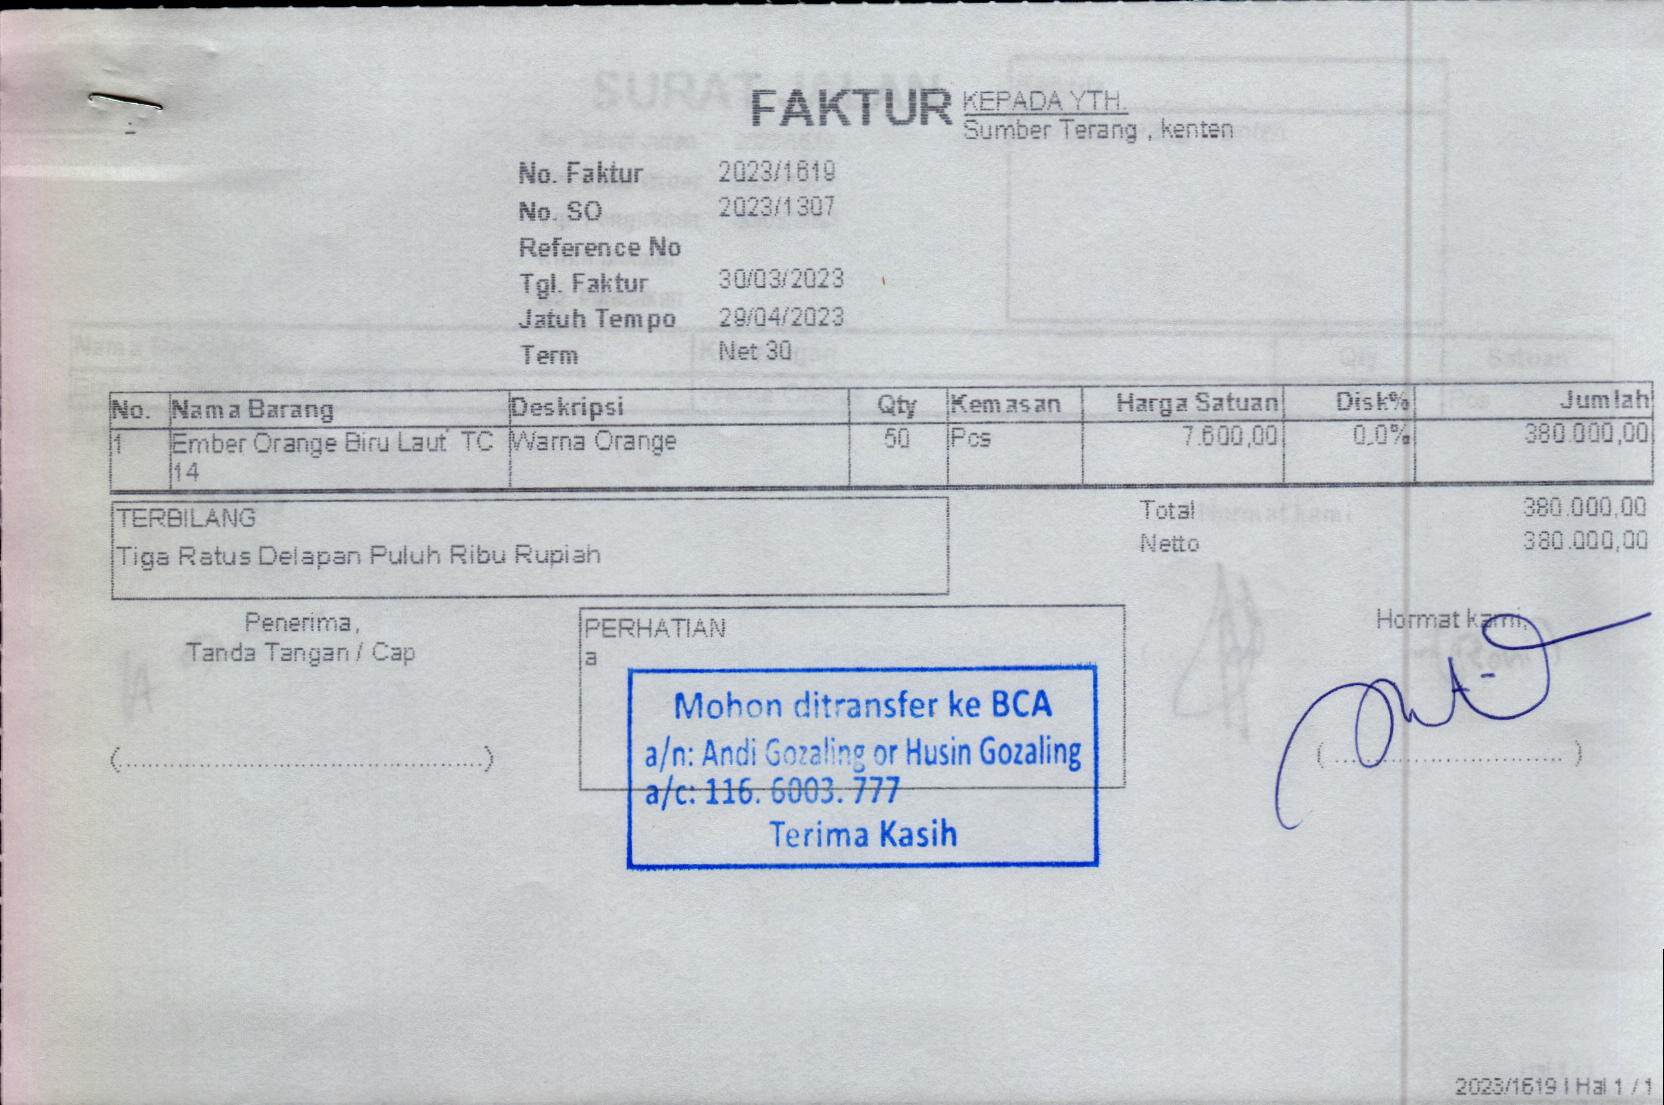 FAKTUR
KEPADA YTH.
Sumber Terang , kenten
No. Faktur 2023/1619
No. SO 2023/1307
Reference No
Tgl. Faktur 30/03/2023
Jatuh Tempo 29/04/2023
Term Net 30
No. Nama Barang Deskripsi Qty Kemasan Harga Satuan Disk% Jumlah
1 Ember Orange Biru Laut TC Warna Orange 50 Pcs 7.600,00 0.0% 380.000,00
14
TERBILANG
Tiga Ratus Delapan Puluh Ribu Rupiah
Total 380.000,00
Netto 380.000,00
Penerima,
Tanda Tangan / Cap
(..................................................)
PERHATIAN
a
Mohon ditransfer ke BCA
a/n: Andi Gozaling or Husin Gozaling
a/c: 116. 6003. 777
Terima Kasih
Hormat kami,
( ................................ )
2023/1619 | Hal 1 / 1